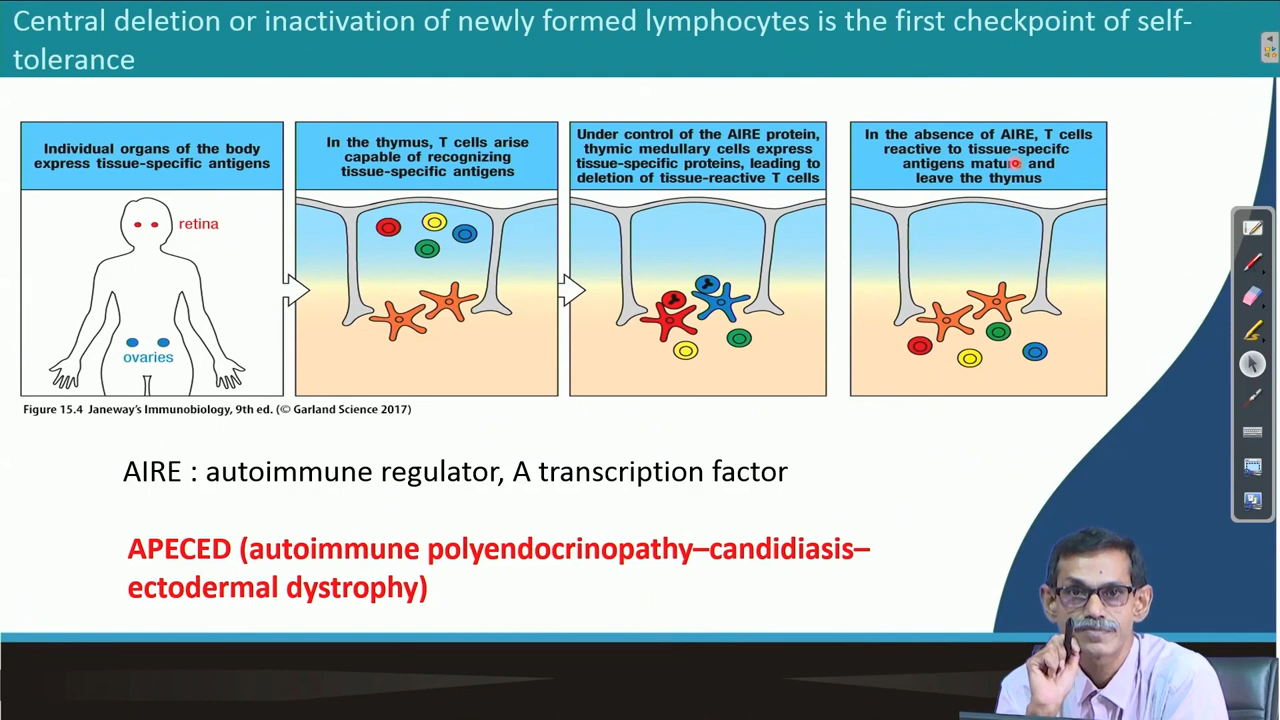 Central deletion or inactivation of newly formed lymphocytes is the first checkpoint of self-
tolerance
Individual organs of the body
express tissue-specific antigens
retina
ovaries
In the thymus, T cells arise
capable of recognizing
tissue-specific antigens
Under control of the AIRE protein,
thymic medullary cells express
tissue-specific proteins, leading to
deletion of tissue-reactive T cells
In the absence of AIRE, T cells
reactive to tissue-specifc
antigens mature and
leave the thymus
Figure 15.4 Janeway's Immunobiology, 9th ed. (© Garland Science 2017)
AIRE : autoimmune regulator, A transcription factor
APECED (autoimmune polyendocrinopathy–candidiasis–
ectodermal dystrophy)